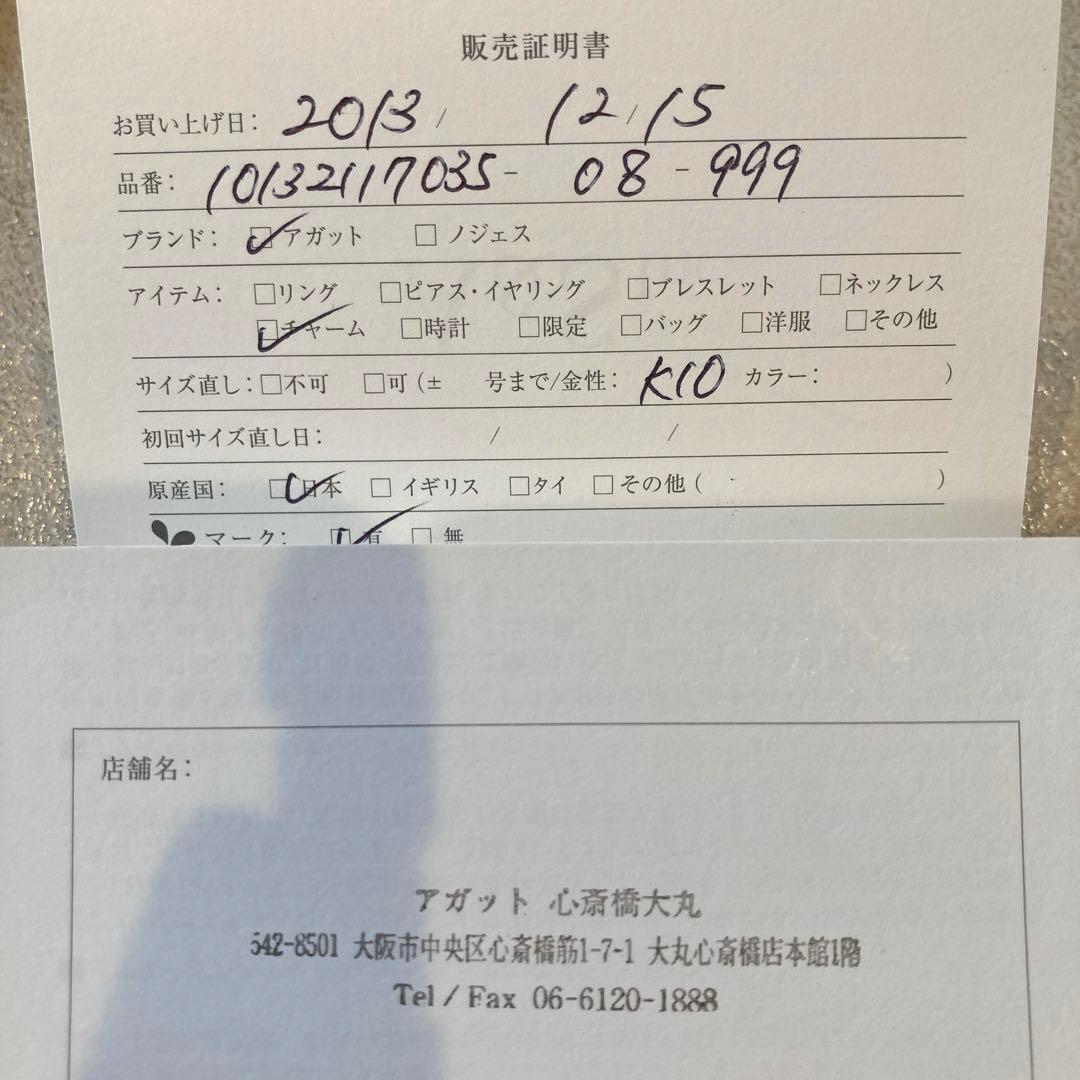 販売証明書
お買い上げ日： 2013 / 12 / 15
品番： 10132117035 - 08 - 999
ブランド： ☑アガット □ノジェス
アイテム： □リング □ピアス・イヤリング □ブレスレット □ネックレス
☑チャーム □時計 □限定 □バッグ □洋服 □その他
サイズ直し：□不可 □可（± 号まで/金性： K10 カラー： ）
初回サイズ直し日： / /
原産国： ☑日本 □イギリス □タイ □その他（ ）
マーク： ☑有 □無
店舗名：
アガット 心斎橋大丸
542-8501 大阪市中央区心斎橋筋1-7-1 大丸心斎橋店本館1階
Tel / Fax 06-6120-1888